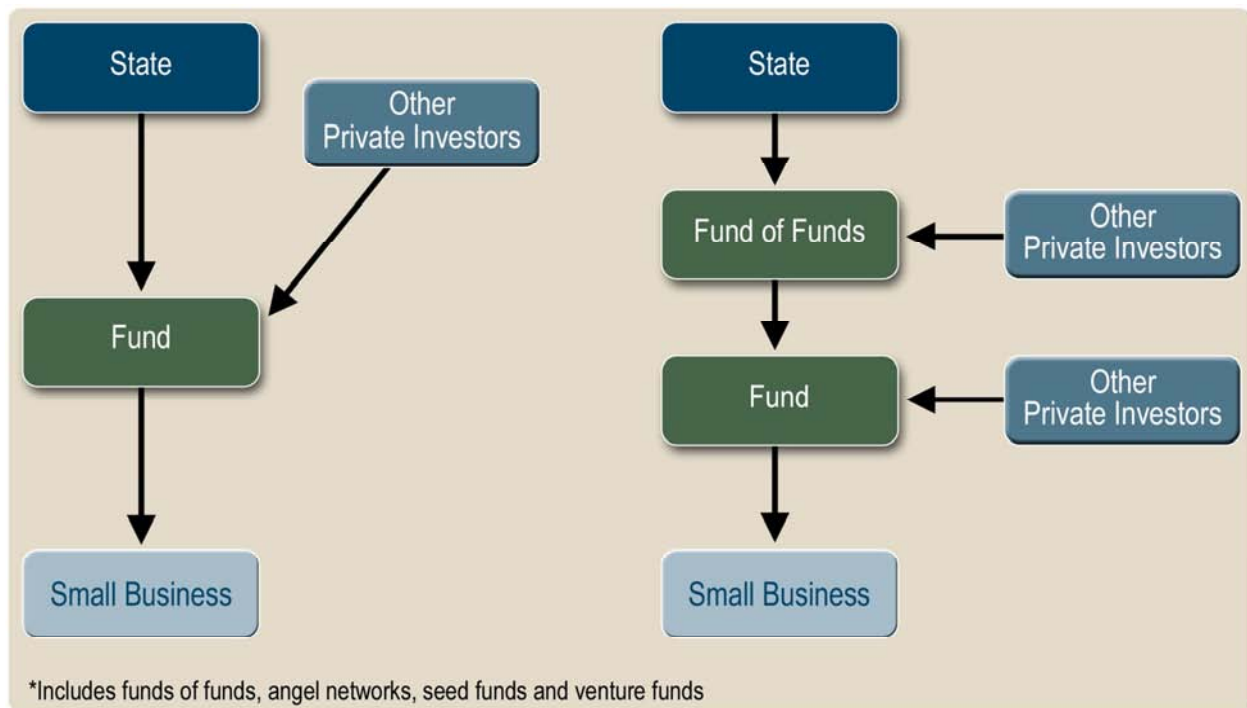 State
Other
Private Investors
Fund
Small Business
State
Fund of Funds
Other
Private Investors
Fund
Other
Private Investors
Small Business
*Includes funds of funds, angel networks, seed funds and venture funds